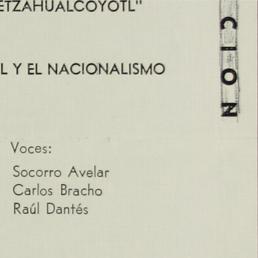 ETZAHUALCOYOTL"
L Y EL NACIONALISMO
CION
Voces:
Socorro Avelar
Carlos Bracho
Raúl Dantés